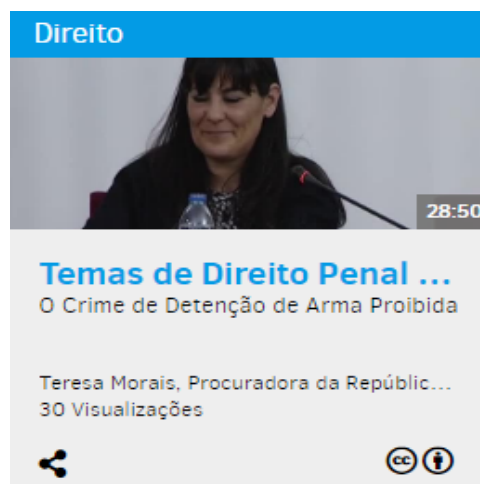 Direito
28:50
Temas de Direito Penal ...
O Crime de Detenção de Arma Proibida
Teresa Morais, Procuradora da Repúblic...
30 Visualizações
cc